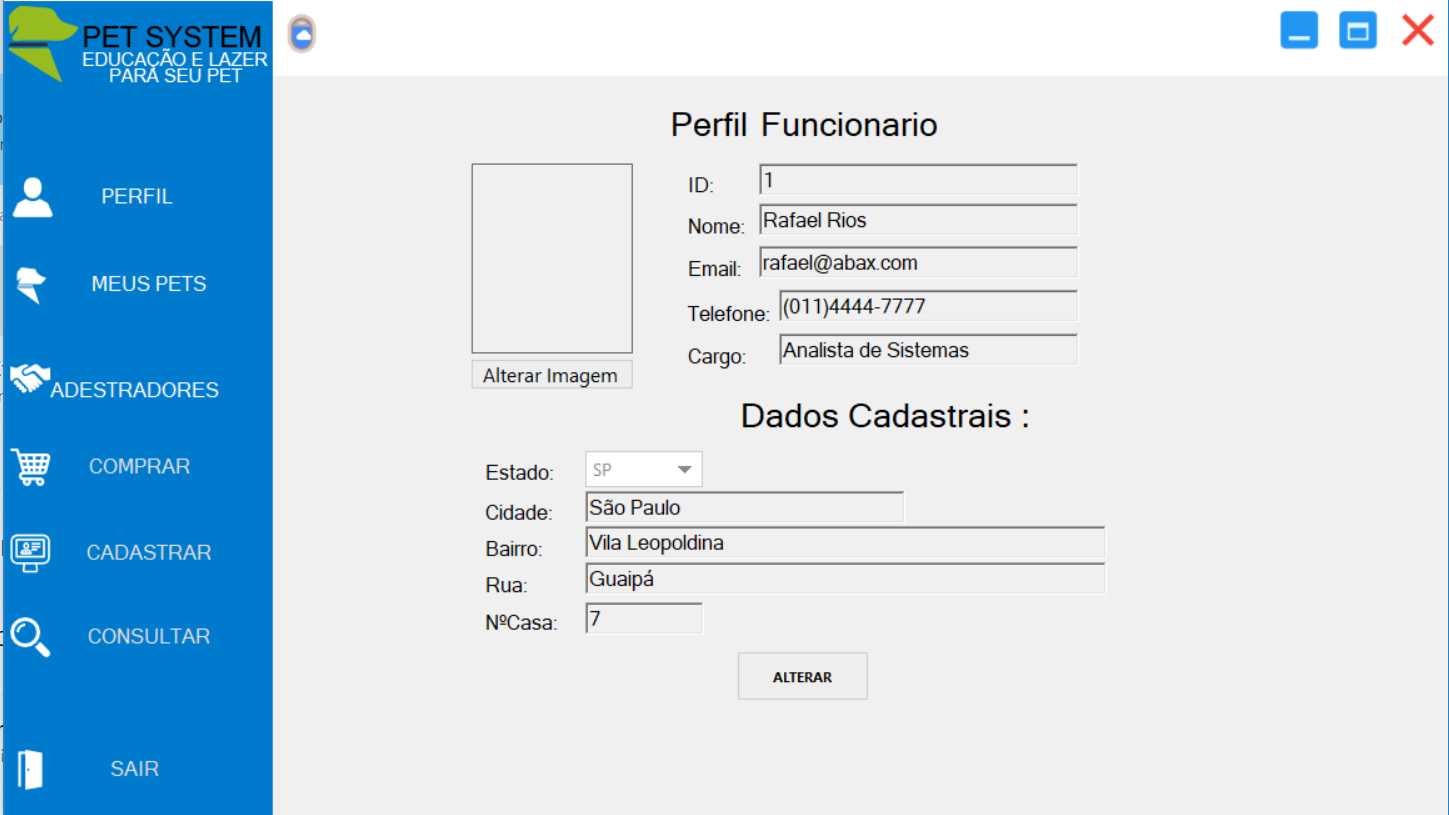 PET SYSTEM
EDUCAÇÃO E LAZER
PARA SEU PET
PERFIL
MEUS PETS
ADESTRADORES
COMPRAR
CADASTRAR
CONSULTAR
SAIR
Perfil Funcionario
ID: 1
Nome: Rafael Rios
Email: rafael@abax.com
Telefone: (011)4444-7777
Cargo: Analista de Sistemas
Alterar Imagem
Dados Cadastrais :
Estado: SP
Cidade: São Paulo
Bairro: Vila Leopoldina
Rua: Guaipá
NºCasa: 7
ALTERAR